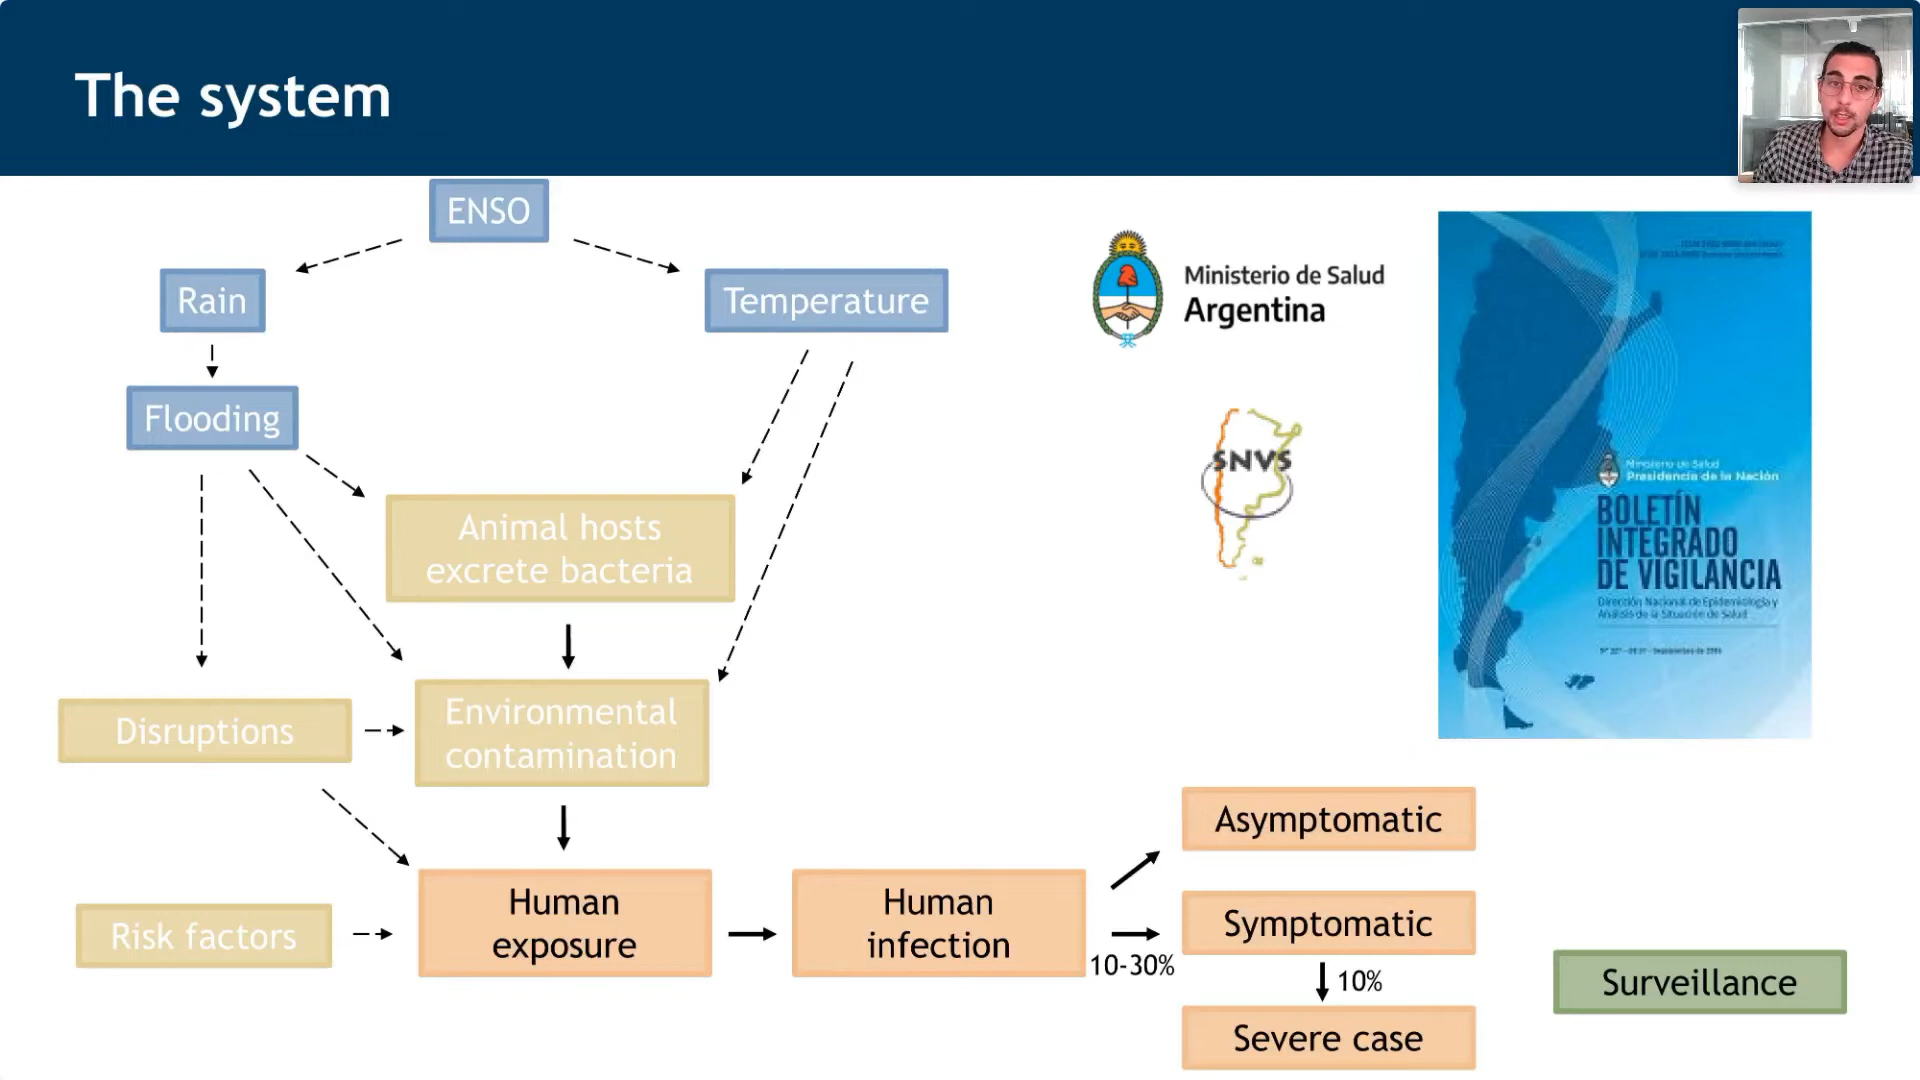 The system
ENSO
Rain
Temperature
Flooding
Animal hosts
excrete bacteria
Disruptions
Environmental
contamination
Risk factors
Human
exposure
Human
infection
10-30%
Asymptomatic
Symptomatic
10%
Severe case
Surveillance
Ministerio de Salud
Argentina
SNVS
Ministerio de Salud
Presidencia de la Nación
BOLETÍN
INTEGRADO
DE VIGILANCIA
Dirección Nacional de Epidemiología y
Análisis de la Situación de Salud